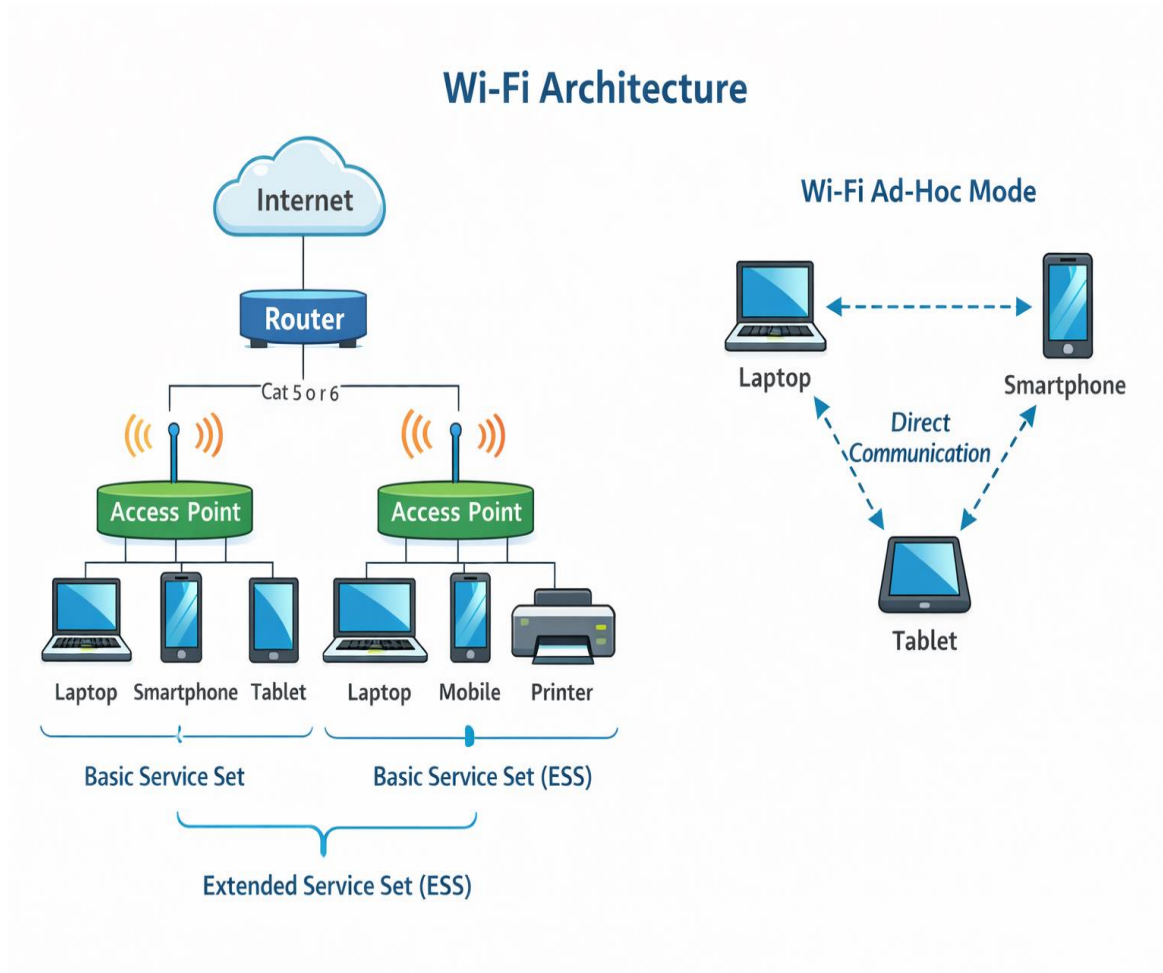 Wi-Fi Architecture
Internet
Router
Cat 5 o r 6
Access Point
Access Point
Laptop
Smartphone
Tablet
Laptop
Mobile
Printer
Basic Service Set
Basic Service Set (ESS)
Extended Service Set (ESS)
Wi-Fi Ad-Hoc Mode
Laptop
Smartphone
Direct
Communication
Tablet